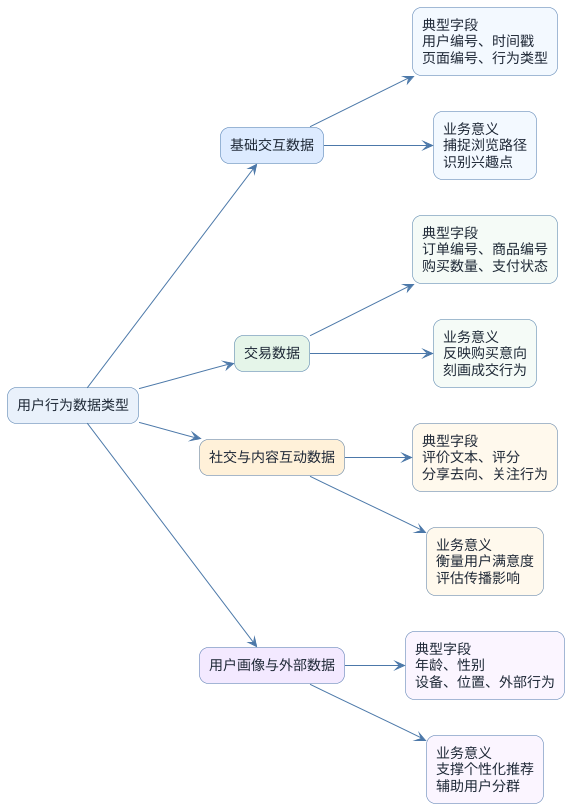 用户行为数据类型
基础交互数据
典型字段
用户编号、时间戳
页面编号、行为类型
业务意义
捕捉浏览路径
识别兴趣点
交易数据
典型字段
订单编号、商品编号
购买数量、支付状态
业务意义
反映购买意向
刻画成交行为
社交与内容互动数据
典型字段
评价文本、评分
分享去向、关注行为
业务意义
衡量用户满意度
评估传播影响
用户画像与外部数据
典型字段
年龄、性别
设备、位置、外部行为
业务意义
支撑个性化推荐
辅助用户分群